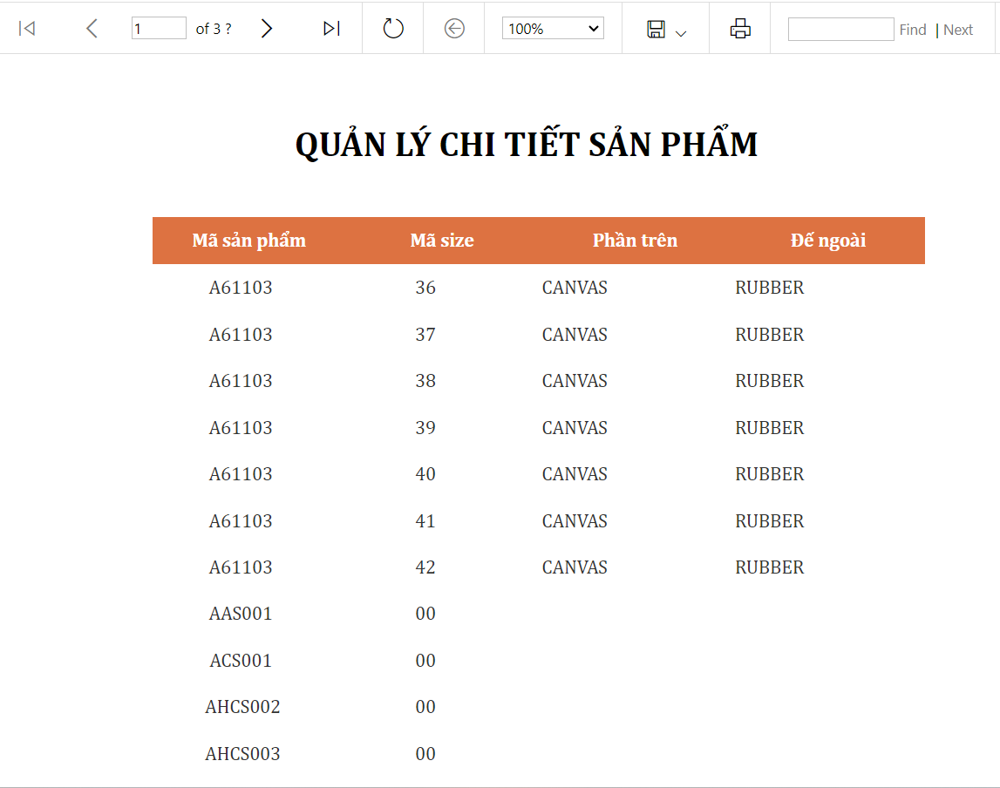 1 of 3 ? 100% Find | Next
QUẢN LÝ CHI TIẾT SẢN PHẨM
Mã sản phẩm Mã size Phần trên Đế ngoài
A61103 36 CANVAS RUBBER
A61103 37 CANVAS RUBBER
A61103 38 CANVAS RUBBER
A61103 39 CANVAS RUBBER
A61103 40 CANVAS RUBBER
A61103 41 CANVAS RUBBER
A61103 42 CANVAS RUBBER
AAS001 00
ACS001 00
AHCS002 00
AHCS003 00